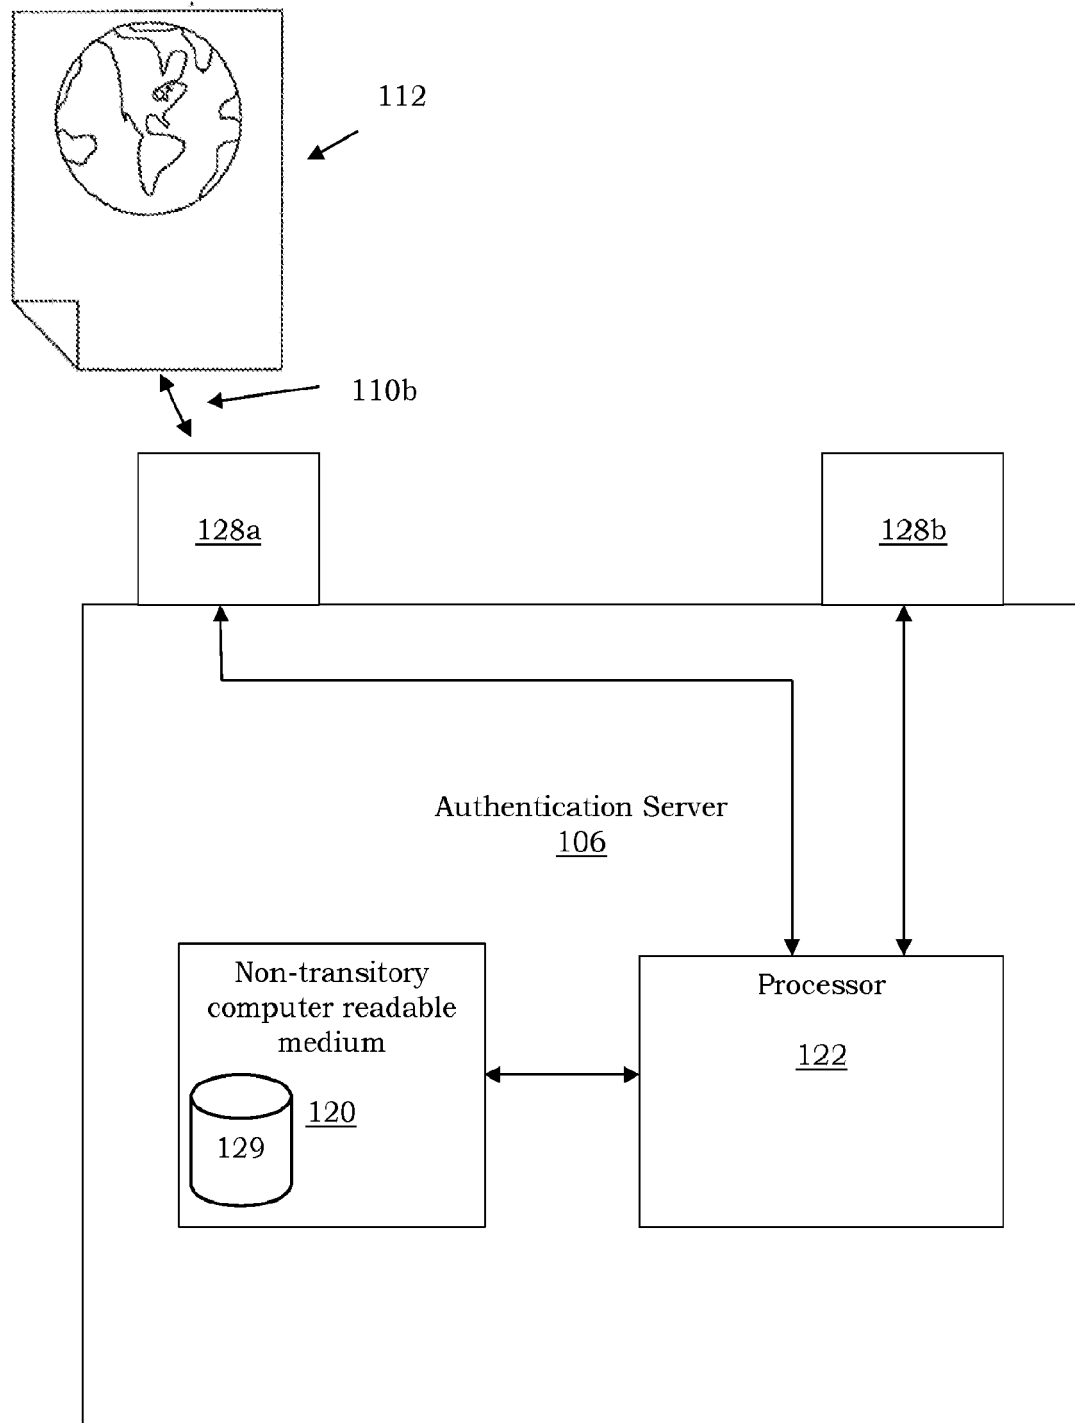 112
110b
128a
128b
Authentication Server
106
Non-transitory
computer readable
medium
120
129
Processor
122